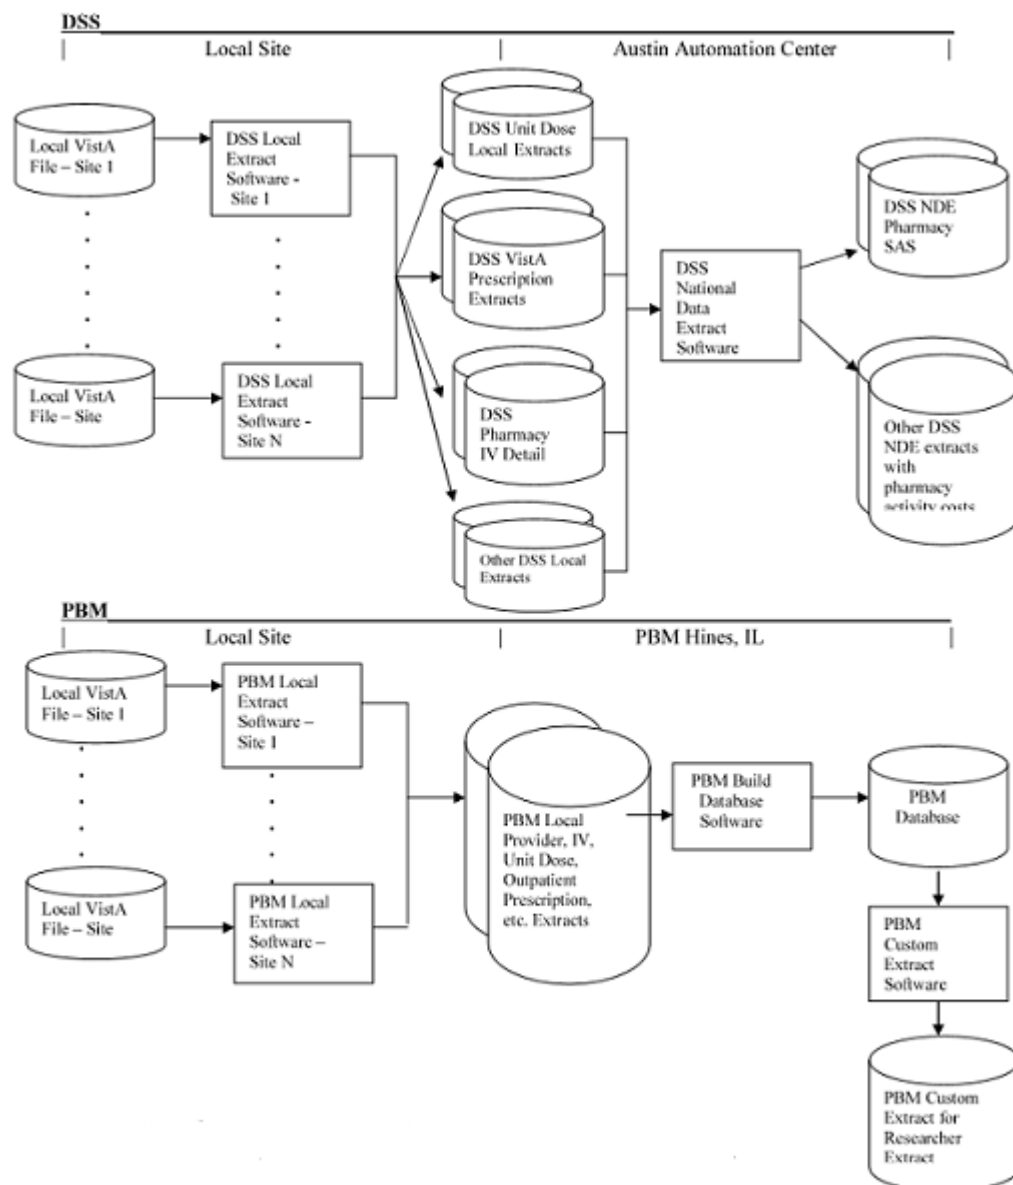 DSS
| Local Site | Austin Automation Center |
Local VistA
File – Site 1
DSS Local
Extract
Software -
Site 1
DSS Unit Dose
Local Extracts
DSS VistA
Prescription
Extracts
DSS
National
Data
Extract
Software
DSS NDE
Pharmacy
SAS
Local VistA
File – Site
DSS Local
Extract
Software -
Site N
DSS
Pharmacy
IV Detail
Other DSS
NDE extracts
with
pharmacy
activity costs
Other DSS Local
Extracts
PBM
| Local Site | PBM Hines, IL |
Local VistA
File – Site 1
PBM Local
Extract
Software –
Site 1
PBM Local
Provider, IV,
Unit Dose,
Outpatient
Prescription,
etc. Extracts
PBM Build
Database
Software
PBM
Database
Local VistA
File – Site
PBM Local
Extract
Software –
Site N
PBM
Custom
Extract
Software
PBM Custom
Extract for
Researcher
Extract